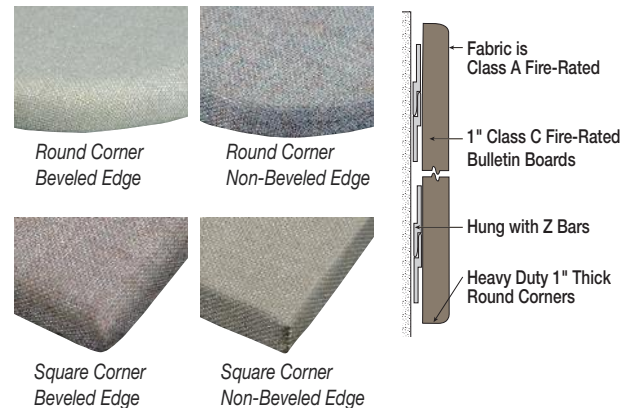 Round Corner
Beveled Edge
Round Corner
Non-Beveled Edge
Square Corner
Beveled Edge
Square Corner
Non-Beveled Edge
Fabric is
Class A Fire-Rated
1" Class C Fire-Rated
Bulletin Boards
Hung with Z Bars
Heavy Duty 1" Thick
Round Corners